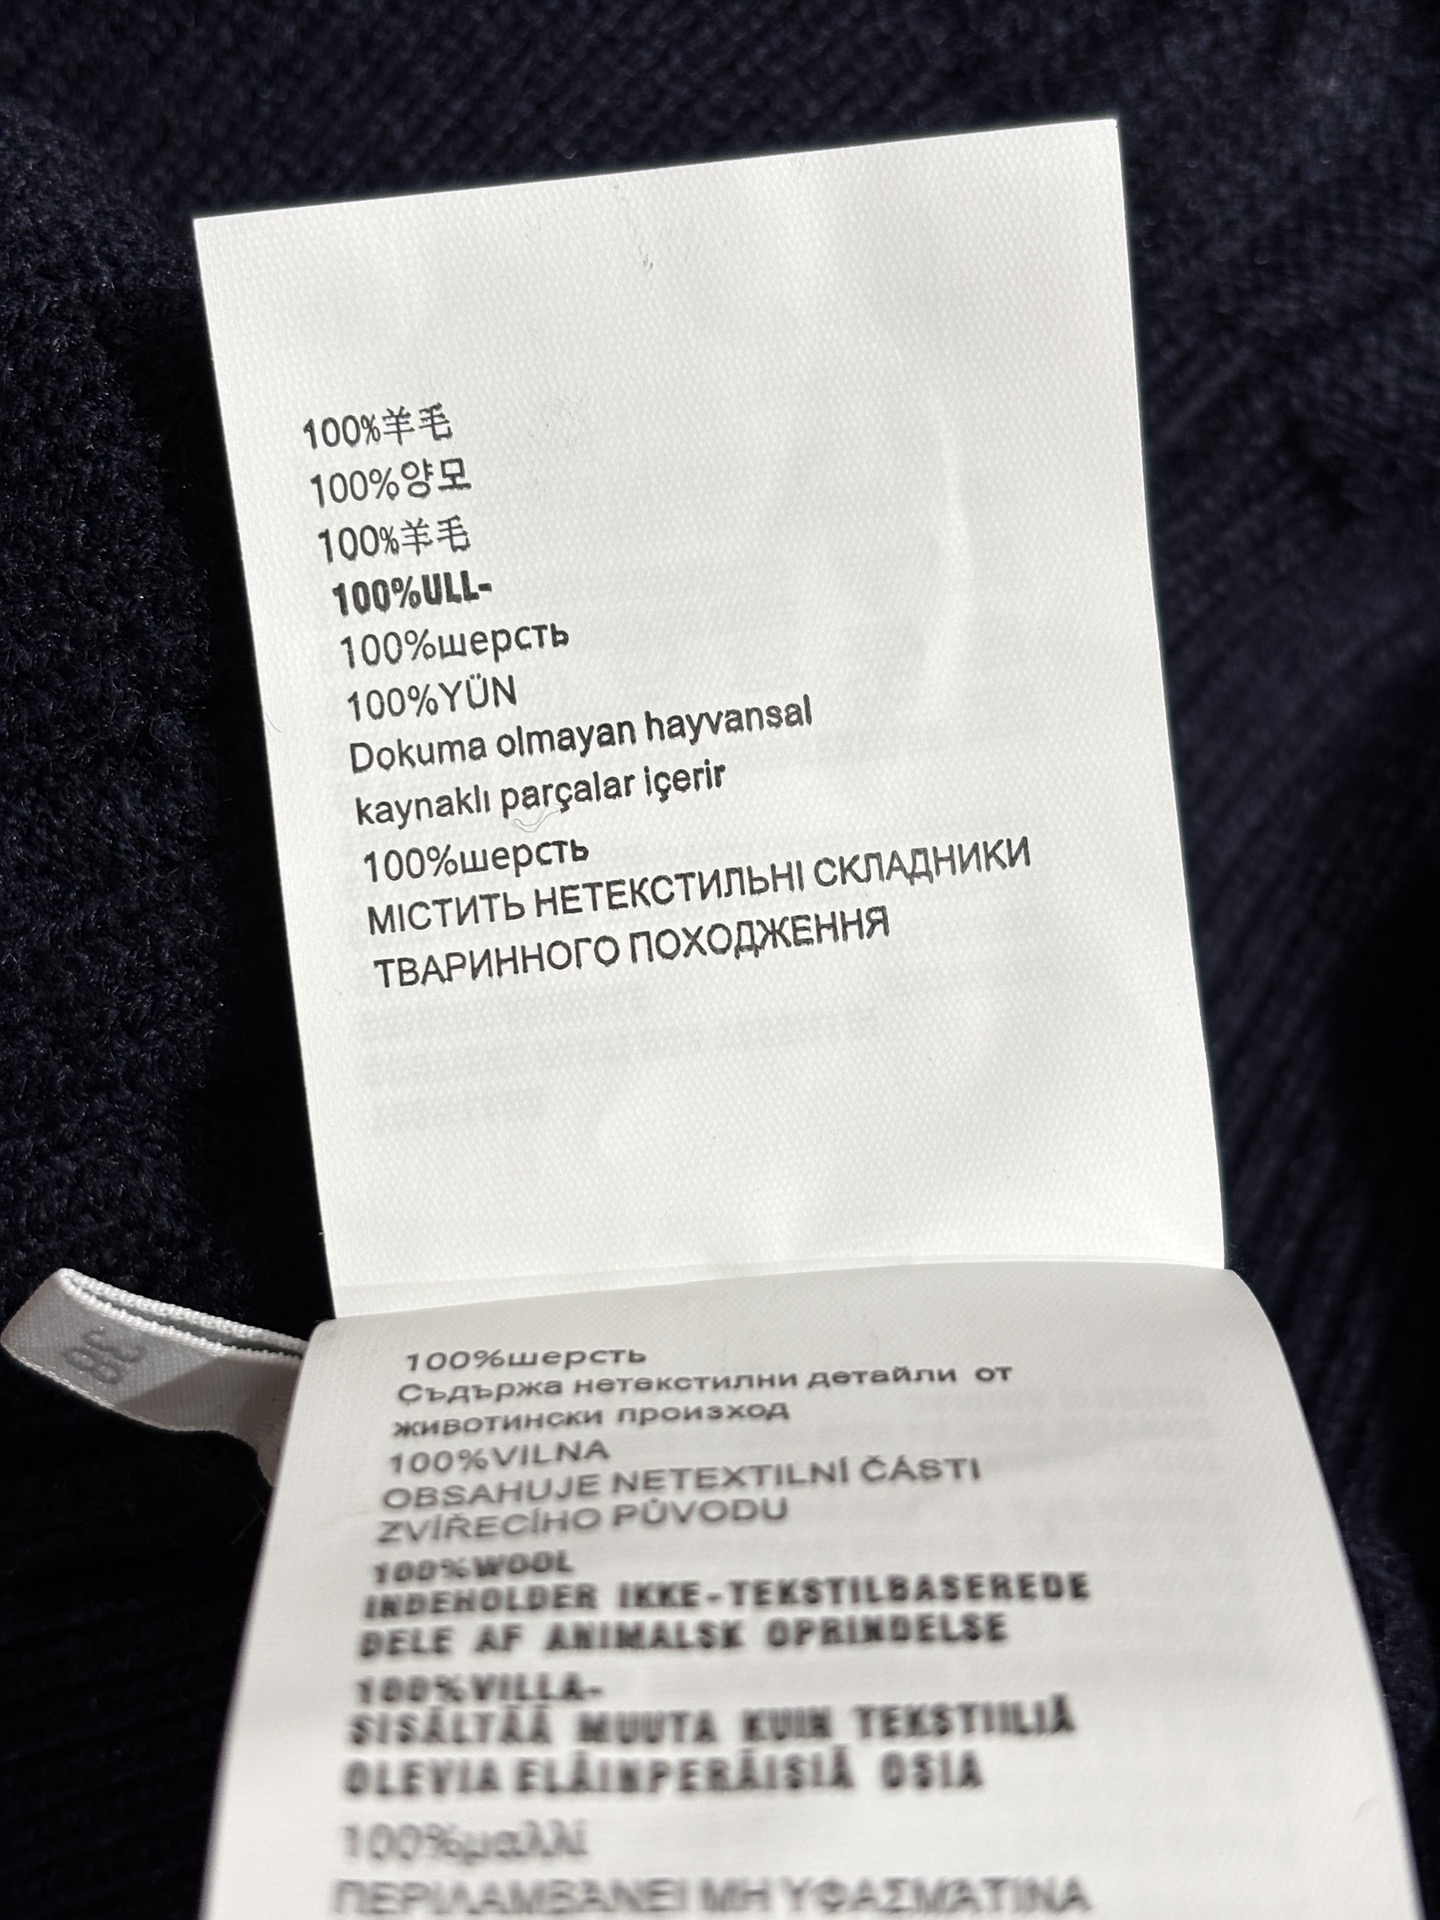 100%羊毛
100%양모
100%羊毛
100%ULL-
100%шерсть
100%YÜN
Dokuma olmayan hayvansal
kaynaklı parçalar içerir
100%шерсть
МІСТИТЬ НЕТЕКСТИЛЬНІ СКЛАДНИКИ
ТВАРИННОГО ПОХОДЖЕННЯ
38
100%шерсть
Съдържа нетекстилни детайли от
животински произход
100%VILNA
OBSAHUJE NETEXTILNÍ ČÁSTI
ZVÍŘECÍHO PŮVODU
100%WOOL
INDEHOLDER IKKE-TEKSTILBASEREDE
DELE AF ANIMALSK OPRINDELSE
100%VILLA-
SISÄLTÄÄ MUUTA KUIN TEKSTIILIÄ
OLEVIA ELÄINPERÄISIÄ OSIA
100%μαλλί
ΠΕΡΙΛΑΜΒΆΝΕΙ ΜΗ ΥΦΑΣΜΆΤΙΝΑ